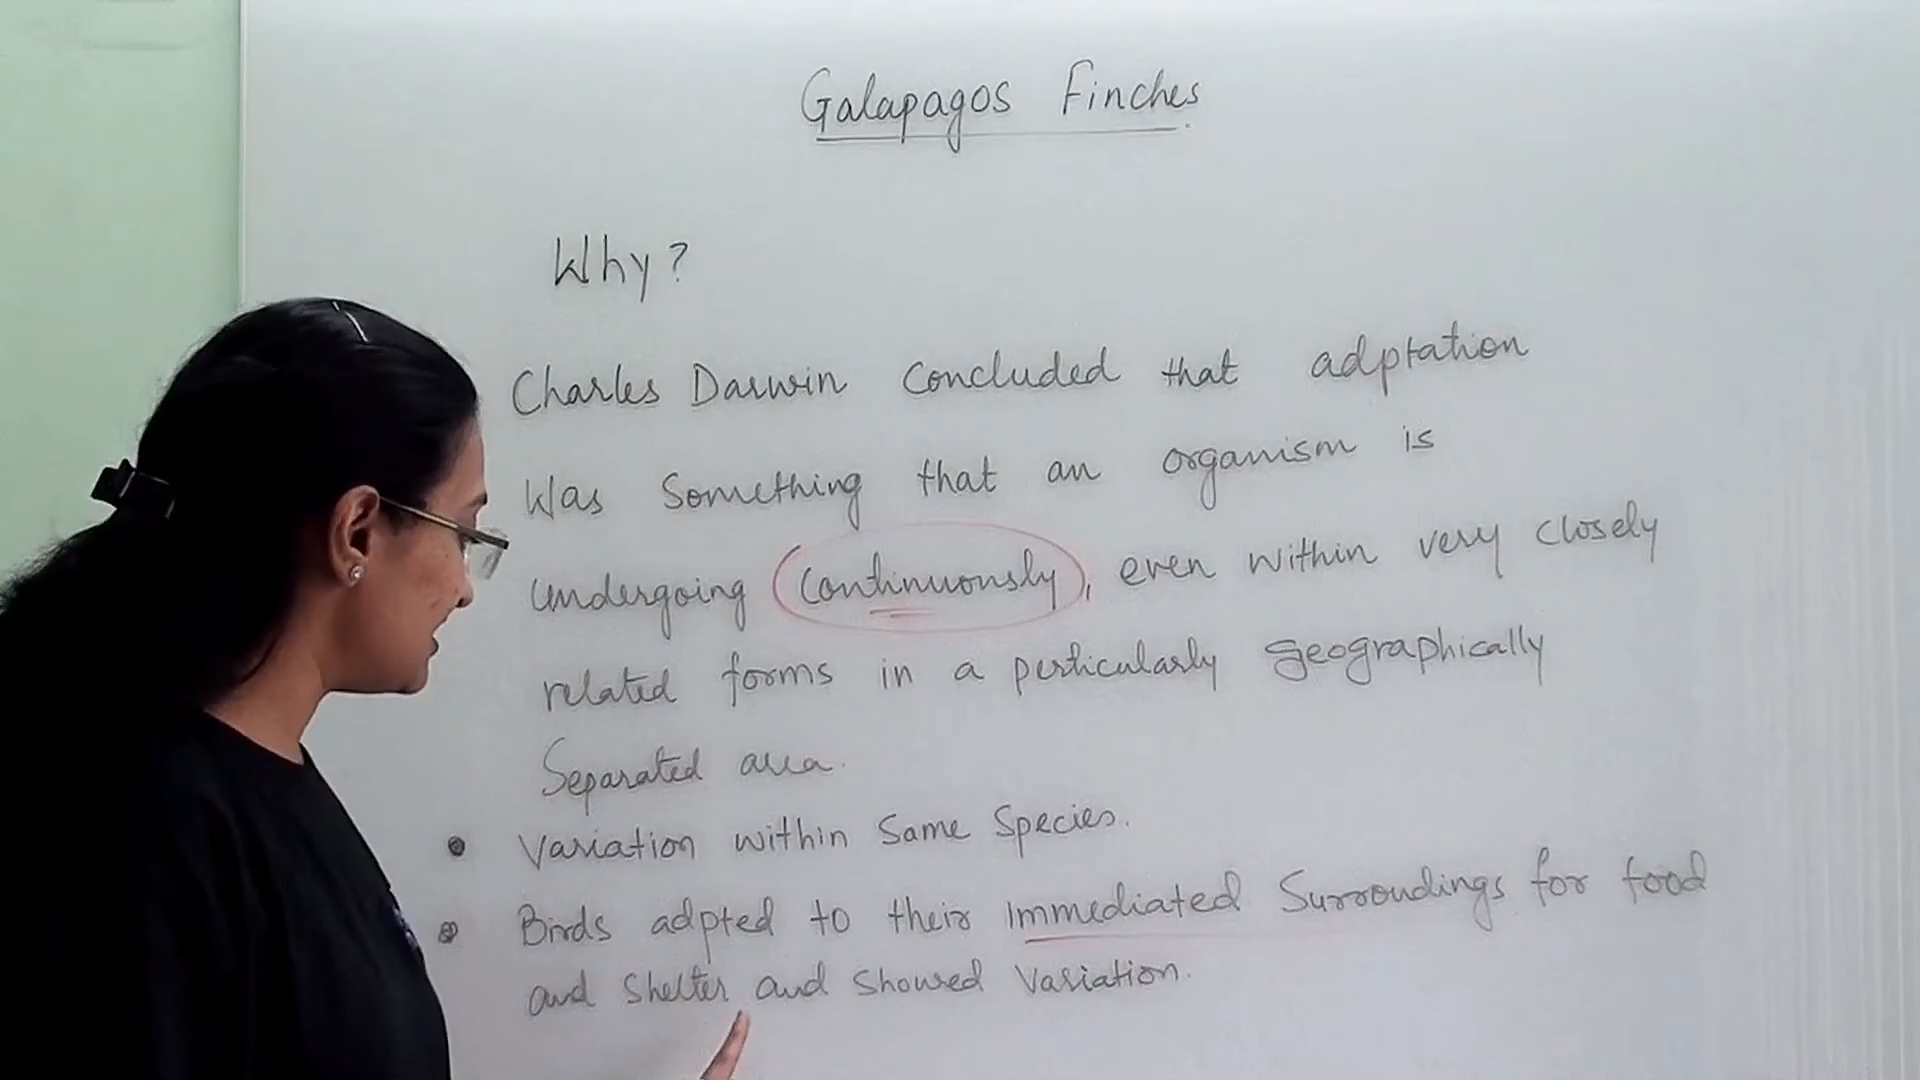 Galapagos Finches
Why?
Charles Darwin Concluded that adptation
Was Something that an organism is
undergoing Continuously, even within very closely
related forms in a perticularly geographically
Separated area.
• Variation within Same Species.
• Birds adpted to their immediated Surroudings for food
and Shelter and Showed Variation.